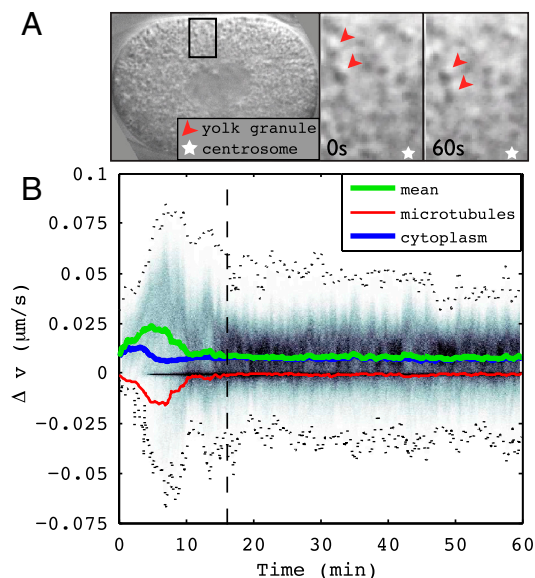 A
yolk granule
centrosome
0s
60s
B
mean
microtubules
cytoplasm
0.1
0.075
0.05
0.025
0
−0.025
−0.05
−0.075
Δ v (μm/s)
0 10 20 30 40 50 60
Time (min)